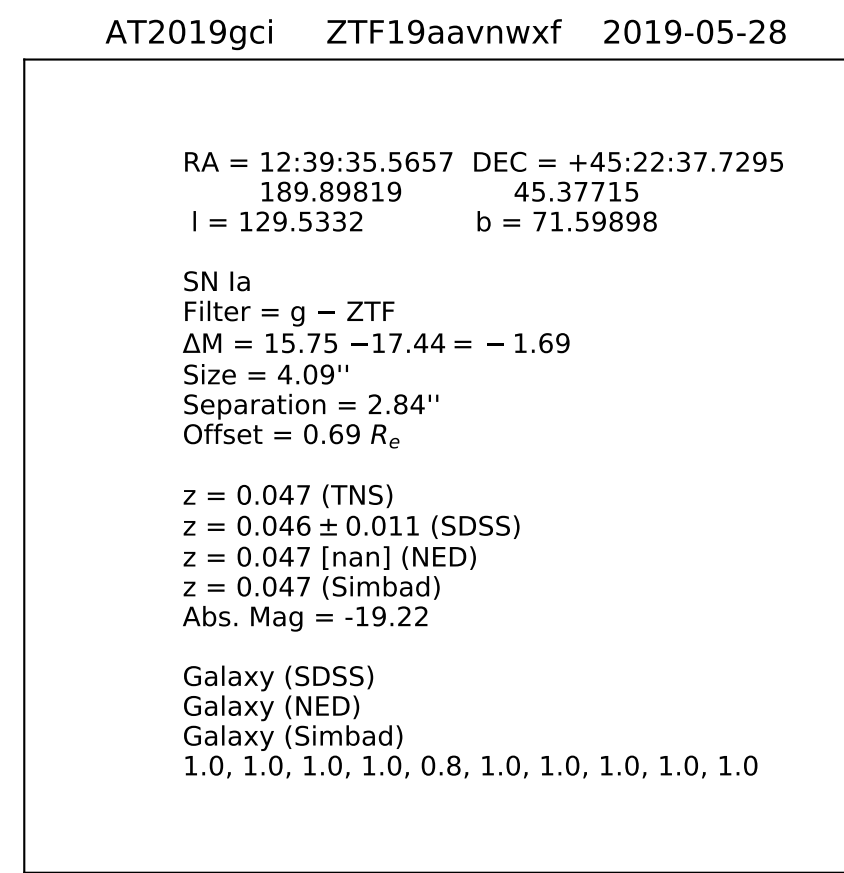 AT2019gci ZTF19aavnwxf 2019-05-28
RA = 12:39:35.5657 DEC = +45:22:37.7295
189.89819 45.37715
l = 129.5332 b = 71.59898
SN Ia
Filter = g − ZTF
ΔM = 15.75 −17.44 = − 1.69
Size = 4.09''
Separation = 2.84''
Offset = 0.69 Re
z = 0.047 (TNS)
z = 0.046 ± 0.011 (SDSS)
z = 0.047 [nan] (NED)
z = 0.047 (Simbad)
Abs. Mag = -19.22
Galaxy (SDSS)
Galaxy (NED)
Galaxy (Simbad)
1.0, 1.0, 1.0, 1.0, 0.8, 1.0, 1.0, 1.0, 1.0, 1.0